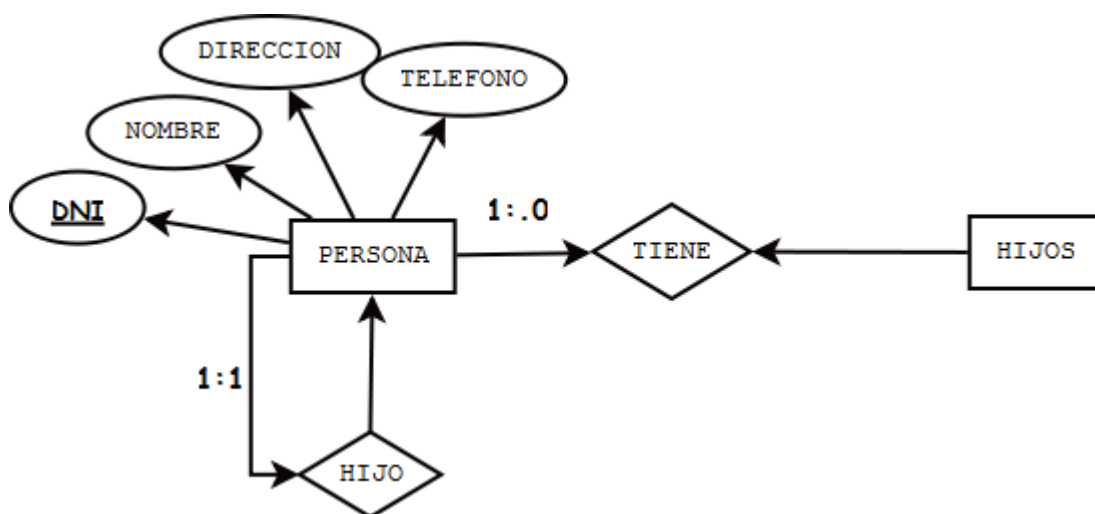 DIRECCION
TELEFONO
NOMBRE
DNI
1:.0
PERSONA
TIENE
HIJOS
1:1
HIJO